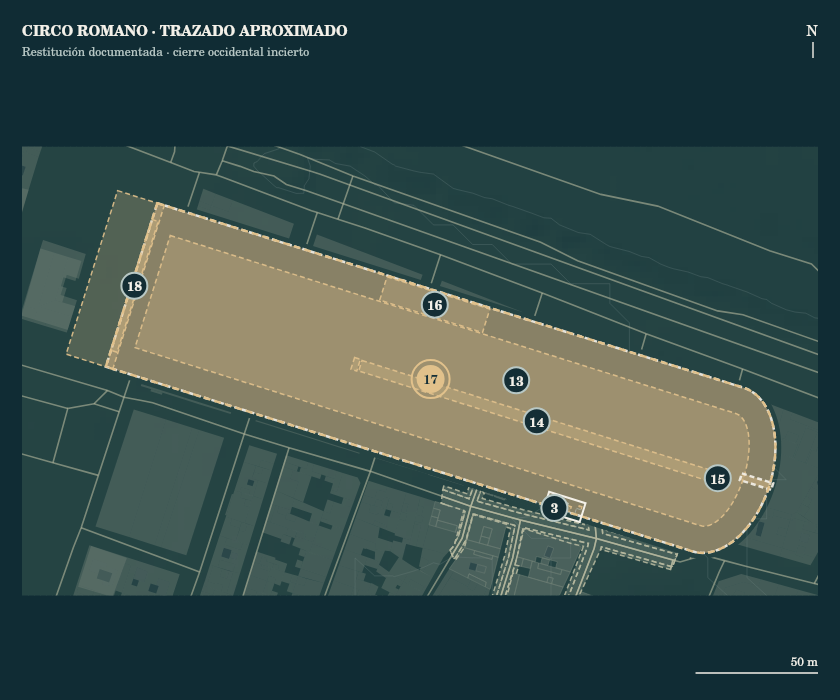 CIRCO ROMANO · TRAZADO APROXIMADO
N
Restitución documentada · cierre occidental incierto
18
16
17
13
14
15
3
50 m